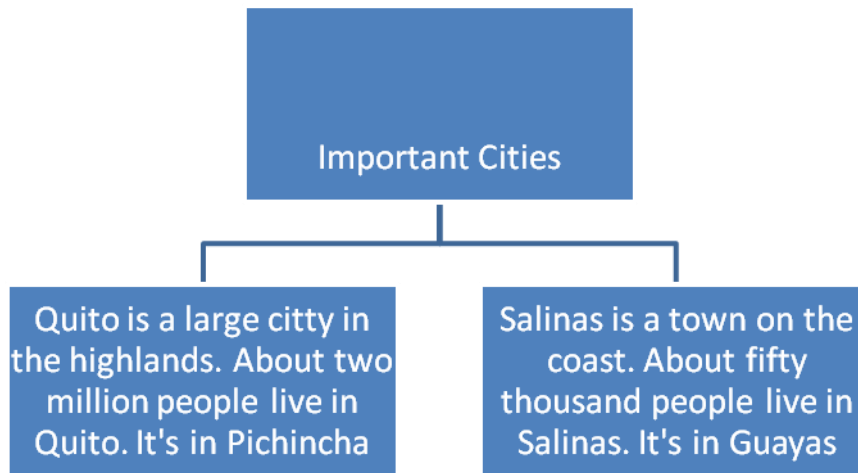 Important Cities
Quito is a large citty in
the highlands. About two
million people live in
Quito. It's in Pichincha
Salinas is a town on the
coast. About fifty
thousand people live in
Salinas. It's in Guayas